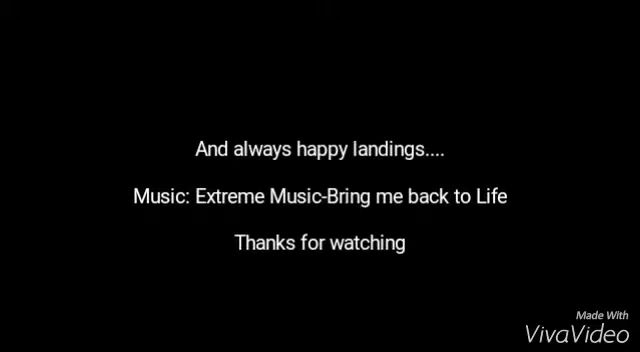 And always happy landings....
Music: Extreme Music-Bring me back to Life
Thanks for watching
Made With
VivaVideo